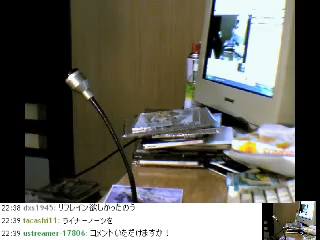 22:38 dxs1945: リフレイン欲しかったのう
22:39 tacashi11: ライナーノーツを
22:39 ustreamer-17806: コメントいただけますか！